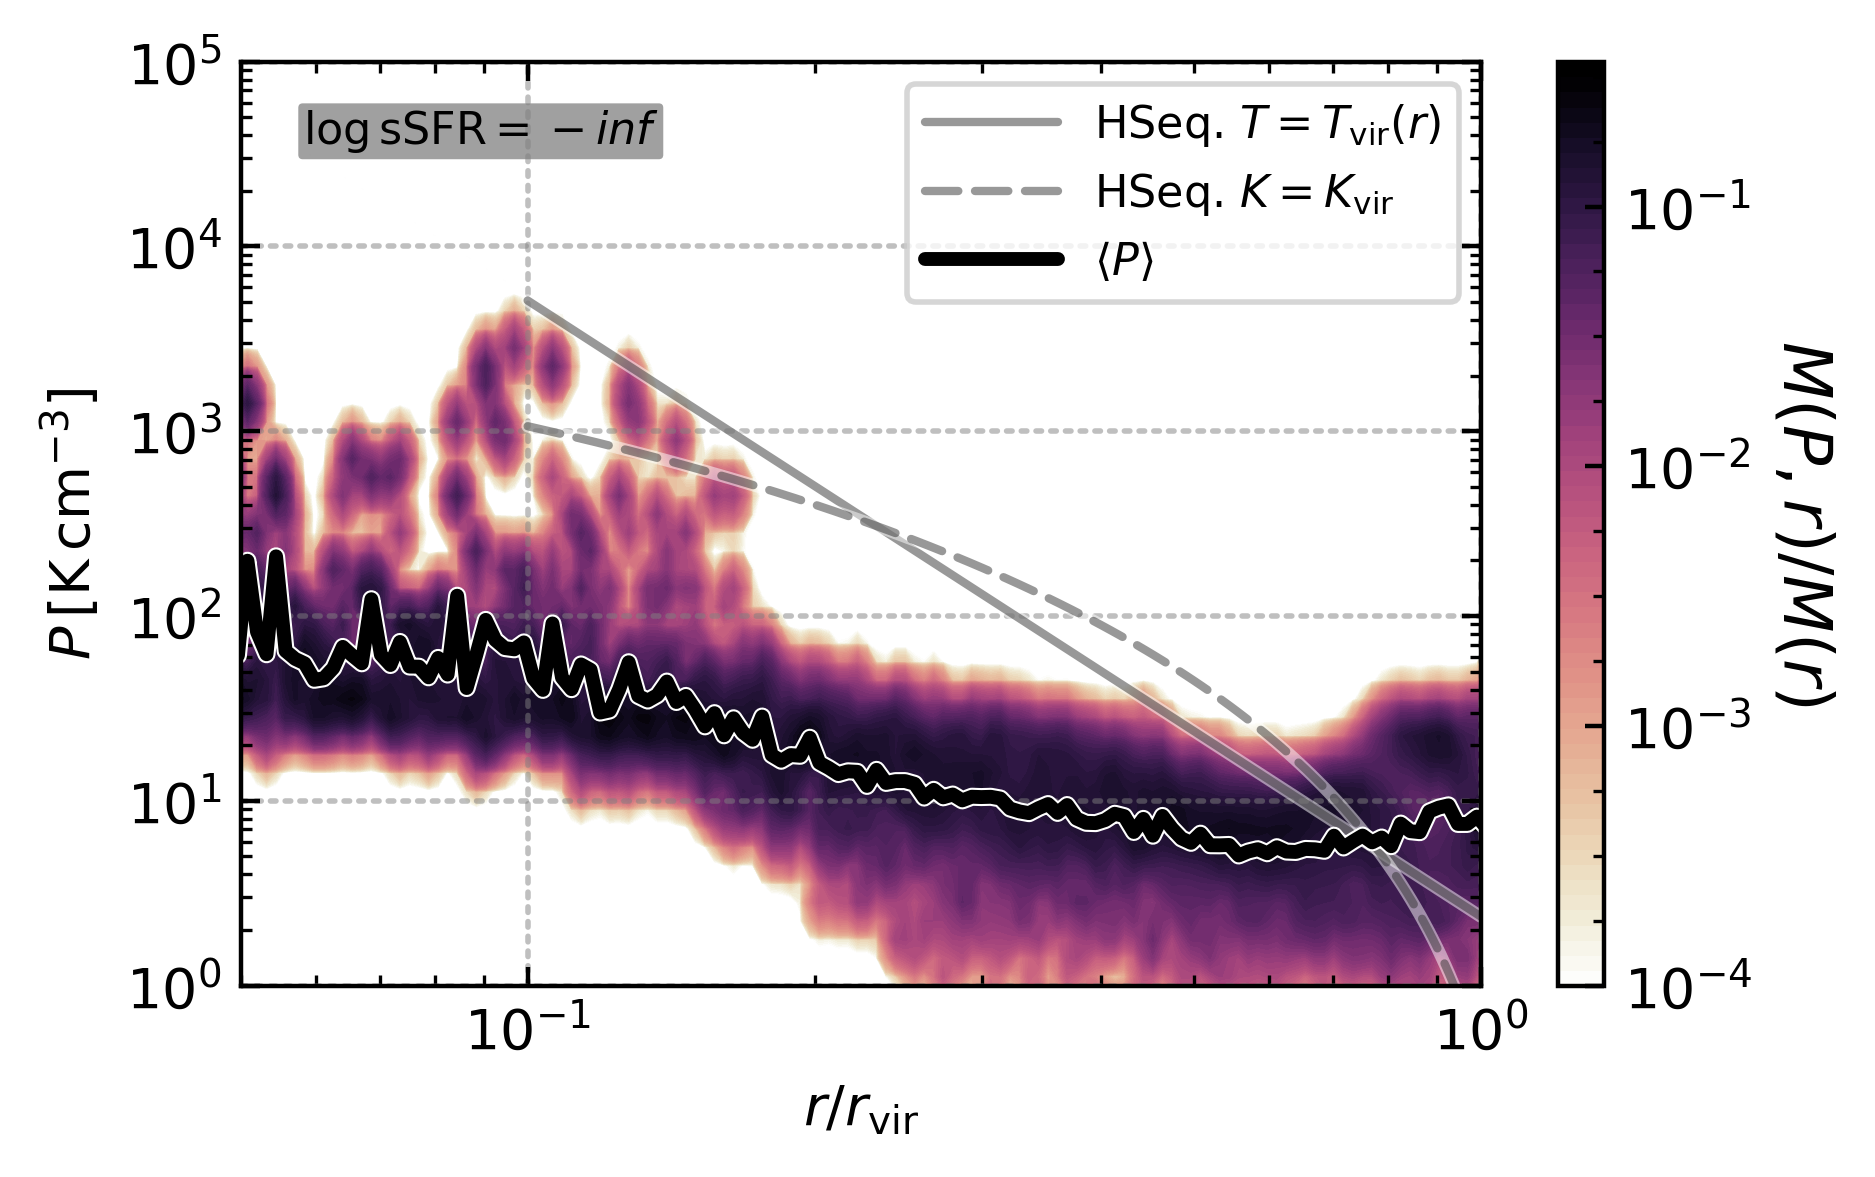 log sSFR = − inf
HSeq. T = T_vir(r)
HSeq. K = K_vir
⟨P⟩
10^5
10^4
10^3
10^2
10^1
10^0
P [K cm^−3]
10^−1
10^0
r/r_vir
10^−1
10^−2
10^−3
10^−4
M(P, r)/M(r)